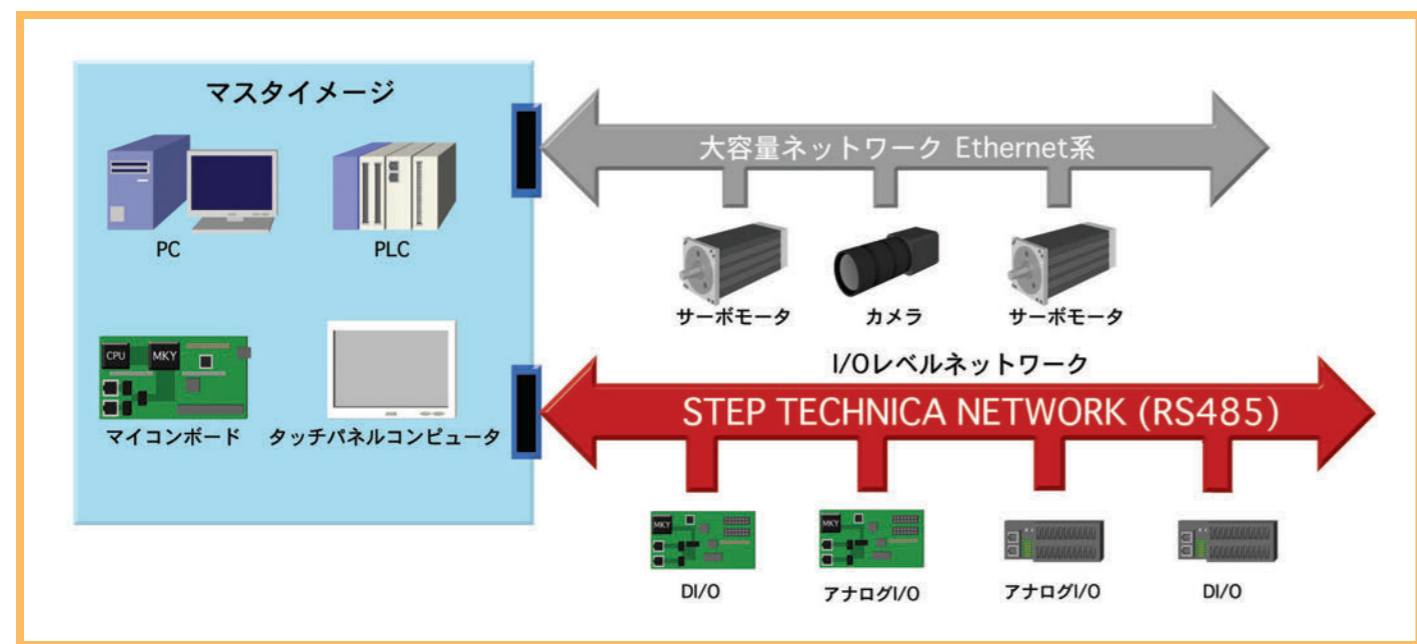 マスタイメージ
PC
PLC
CPU
MKY
マイコンボード
タッチパネルコンピュータ
大容量ネットワーク Ethernet系
サーボモータ
カメラ
サーボモータ
I/Oレベルネットワーク
STEP TECHNICA NETWORK (RS485)
MKY
MKY
DI/O
アナログI/O
アナログI/O
DI/O